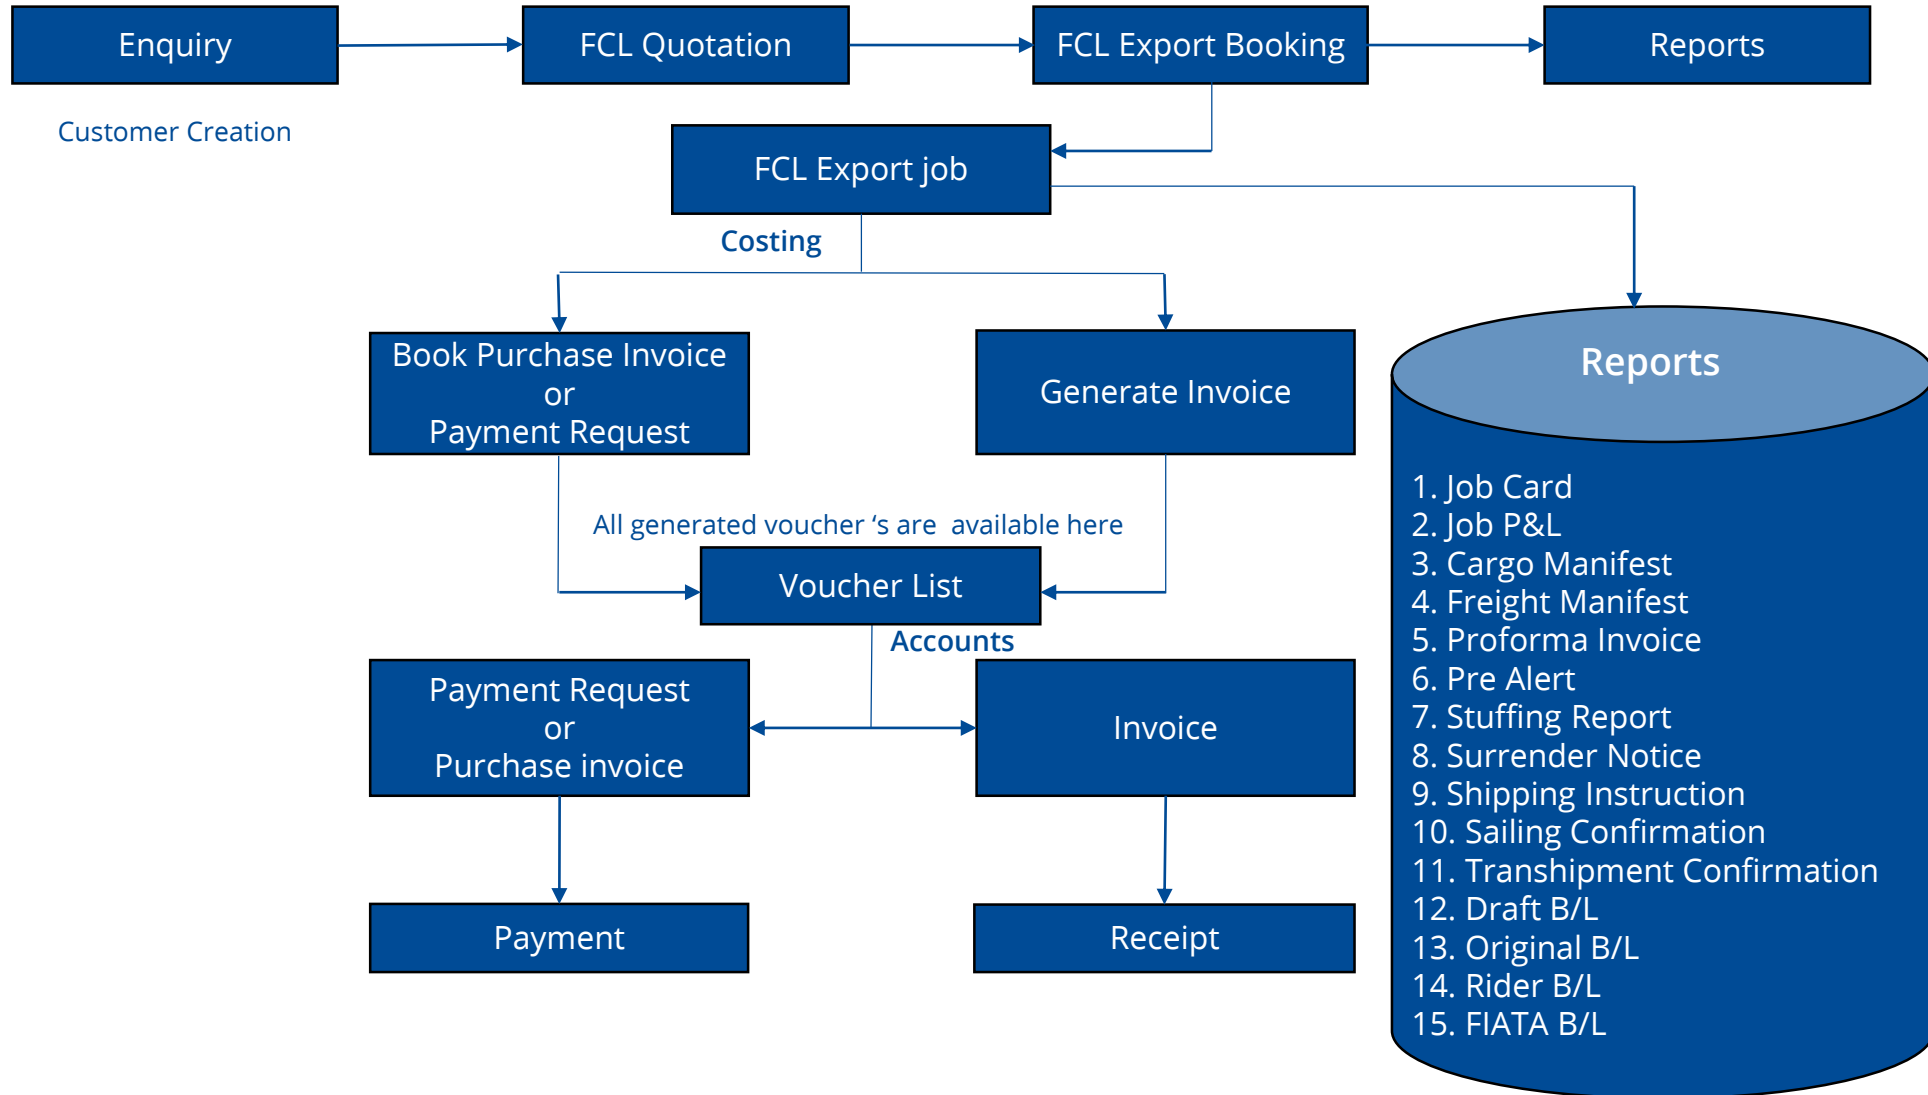 Enquiry
FCL Quotation
FCL Export Booking
Reports
Customer Creation
FCL Export job
Costing
Book Purchase Invoice
or
Payment Request
Generate Invoice
All generated voucher ‘s are  available here
Voucher List
Accounts
Payment Request
or
Purchase invoice
Invoice
Payment
Receipt
Reports
1. Job Card
2. Job P&L
3. Cargo Manifest
4. Freight Manifest
5. Proforma Invoice
6. Pre Alert
7. Stuffing Report
8. Surrender Notice
9. Shipping Instruction
10. Sailing Confirmation
11. Transhipment Confirmation
12. Draft B/L
13. Original B/L
14. Rider B/L
15. FIATA B/L